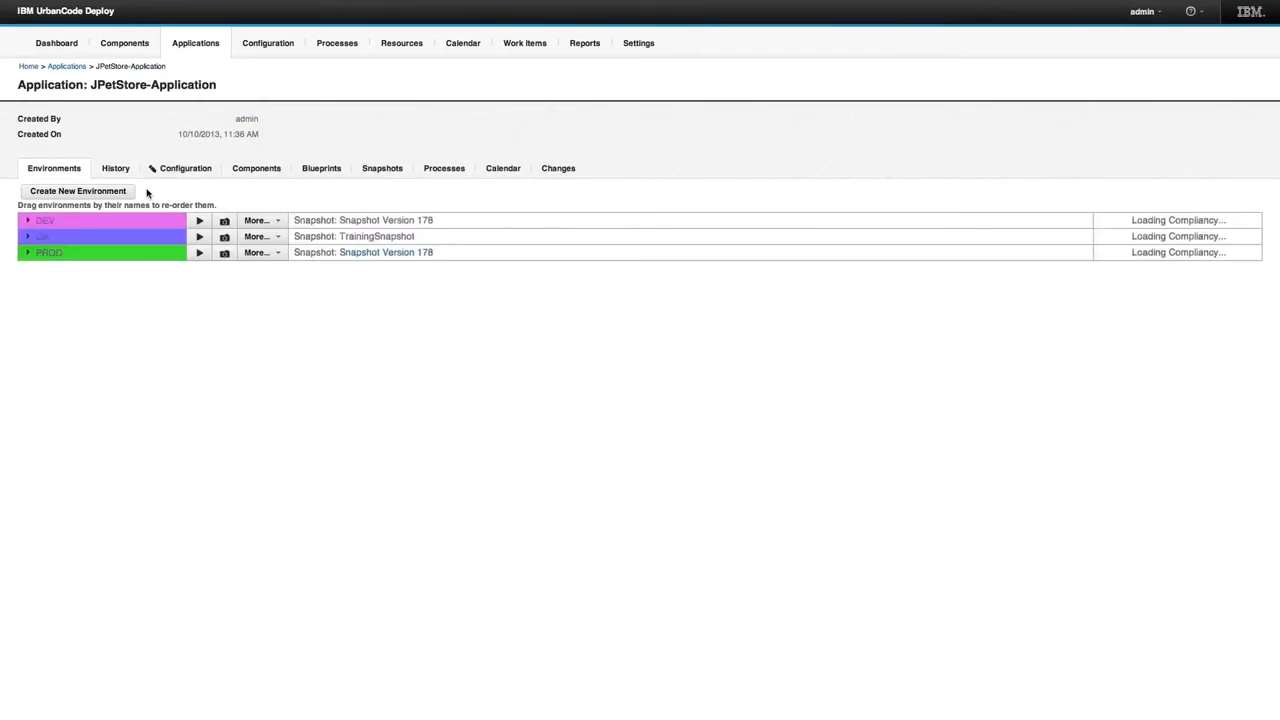 IBM UrbanCode Deploy admin IBM
Dashboard Components Applications Configuration Processes Resources Calendar Work Items Reports Settings
Home > Applications > JPetStore-Application
Application: JPetStore-Application
Created By admin
Created On 10/10/2013, 11:36 AM
Environments History Configuration Components Blueprints Snapshots Processes Calendar Changes
Create New Environment
Drag environments by their names to re-order them.
DEV More... Snapshot: Snapshot Version 178 Loading Compliancy...
More... Snapshot: TrainingSnapshot Loading Compliancy...
PROD More... Snapshot: Snapshot Version 178 Loading Compliancy...